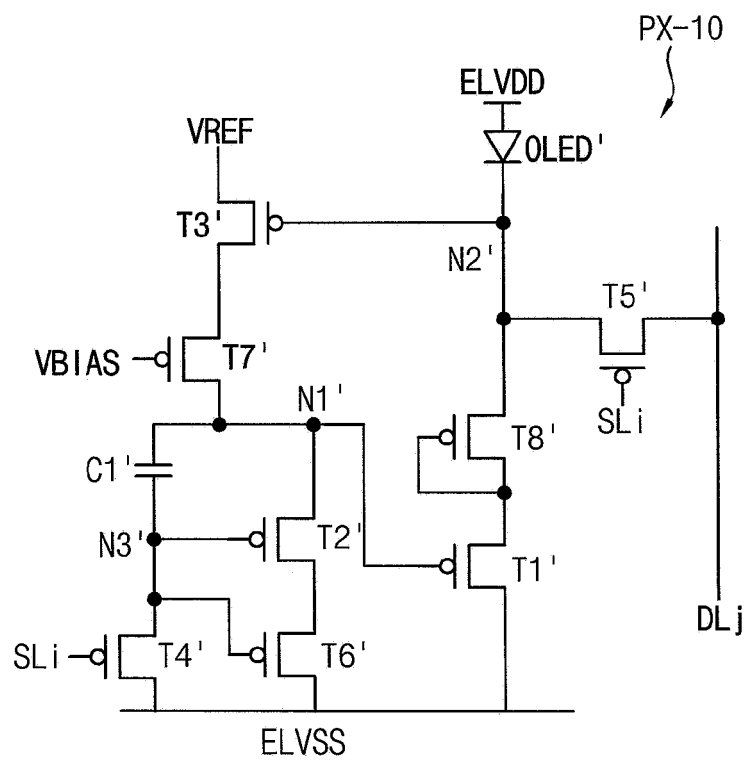 PX-10
ELVDD
VREF
OLED'
T3'
N2'
T5'
VBIAS
T7'
N1'
SLi
T8'
C1'
N3'
T2'
T1'
DLj
SLi
T4'
T6'
ELVSS